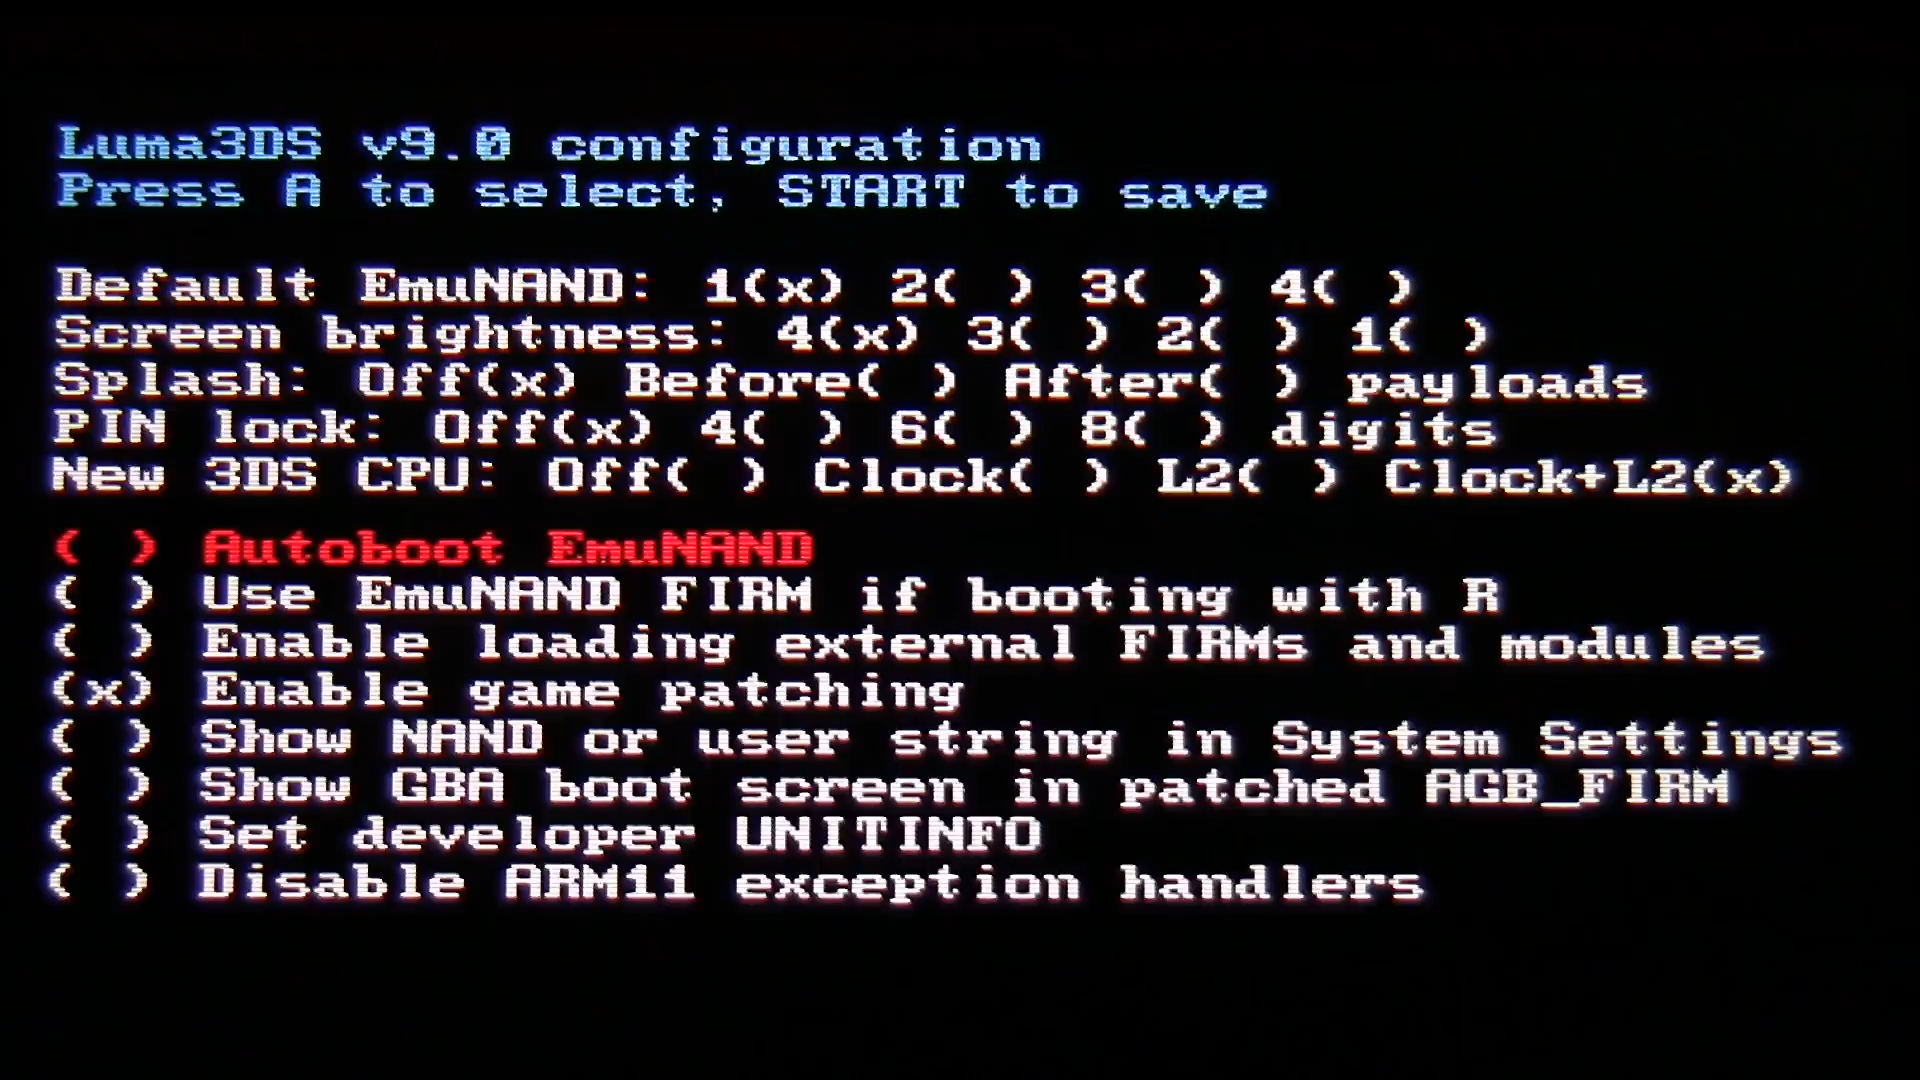 Luma3DS v9.0 configuration
Press A to select, START to save
Default EmuNAND: 1(x) 2( ) 3( ) 4( )
Screen brightness: 4(x) 3( ) 2( ) 1( )
Splash: Off(x) Before( ) After( ) payloads
PIN lock: Off(x) 4( ) 6( ) 8( ) digits
New 3DS CPU: Off( ) Clock( ) L2( ) Clock+L2(x)
( ) Autoboot EmuNAND
( ) Use EmuNAND FIRM if booting with R
( ) Enable loading external FIRMs and modules
(x) Enable game patching
( ) Show NAND or user string in System Settings
( ) Show GBA boot screen in patched AGB_FIRM
( ) Set developer UNITINFO
( ) Disable ARM11 exception handlers